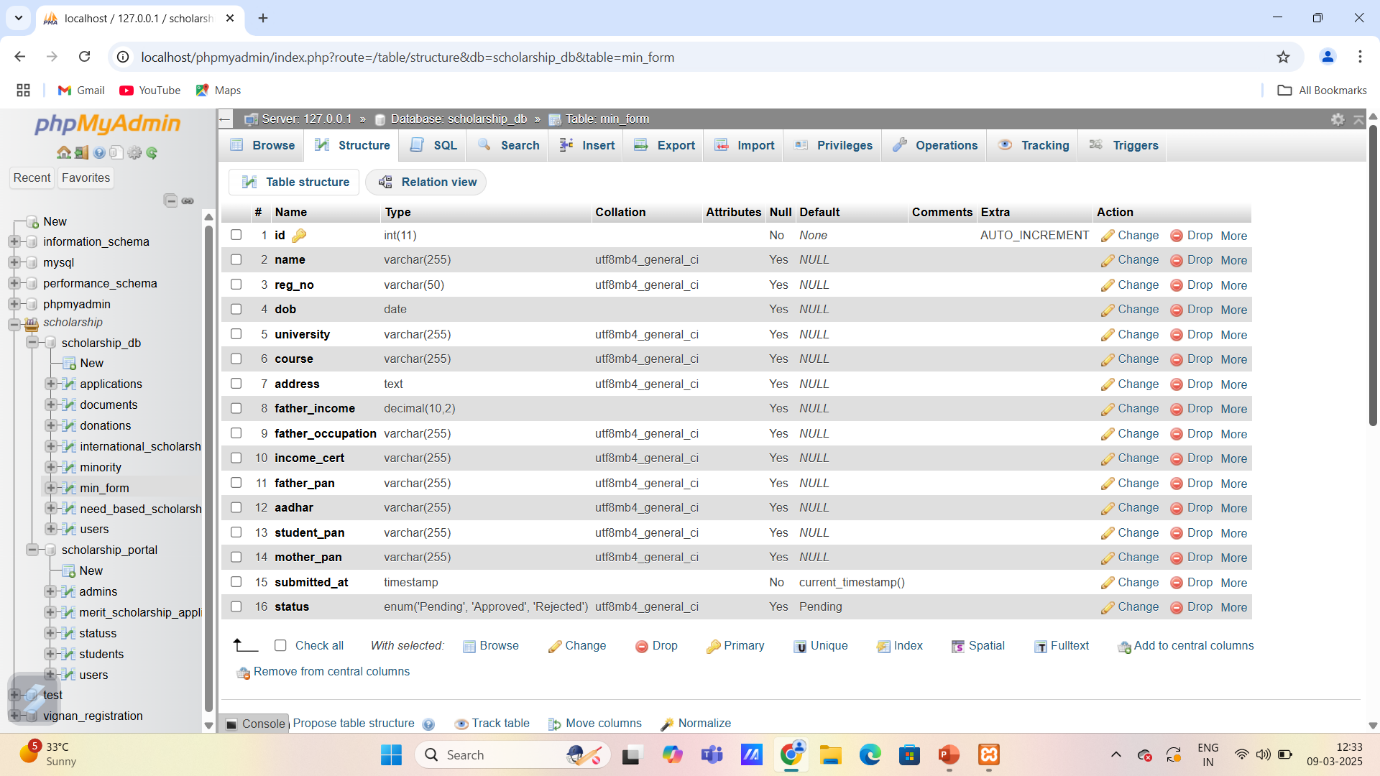 localhost / 127.0.0.1 / scholarsh
localhost/phpmyadmin/index.php?route=/table/structure&db=scholarship_db&table=min_form
Gmail YouTube Maps All Bookmarks
phpMyAdmin
Recent Favorites
New
information_schema
mysql
performance_schema
phpmyadmin
scholarship
scholarship_db
New
applications
documents
donations
international_scholarsh
minority
min_form
need_based_scholarsh
users
scholarship_portal
New
admins
merit_scholarship_appli
statuss
students
users
test
vignan_registration
Server: 127.0.0.1 » Database: scholarship_db » Table: min_form
Browse Structure SQL Search Insert Export Import Privileges Operations Tracking Triggers
Table structure Relation view
# Name Type Collation Attributes Null Default Comments Extra Action
1 id int(11) No None AUTO_INCREMENT Change Drop More
2 name varchar(255) utf8mb4_general_ci Yes NULL Change Drop More
3 reg_no varchar(50) utf8mb4_general_ci Yes NULL Change Drop More
4 dob date Yes NULL Change Drop More
5 university varchar(255) utf8mb4_general_ci Yes NULL Change Drop More
6 course varchar(255) utf8mb4_general_ci Yes NULL Change Drop More
7 address text utf8mb4_general_ci Yes NULL Change Drop More
8 father_income decimal(10,2) Yes NULL Change Drop More
9 father_occupation varchar(255) utf8mb4_general_ci Yes NULL Change Drop More
10 income_cert varchar(255) utf8mb4_general_ci Yes NULL Change Drop More
11 father_pan varchar(255) utf8mb4_general_ci Yes NULL Change Drop More
12 aadhar varchar(255) utf8mb4_general_ci Yes NULL Change Drop More
13 student_pan varchar(255) utf8mb4_general_ci Yes NULL Change Drop More
14 mother_pan varchar(255) utf8mb4_general_ci Yes NULL Change Drop More
15 submitted_at timestamp No current_timestamp() Change Drop More
16 status enum('Pending', 'Approved', 'Rejected') utf8mb4_general_ci Yes Pending Change Drop More
Check all With selected: Browse Change Drop Primary Unique Index Spatial Fulltext Add to central columns
Remove from central columns
Console Propose table structure Track table Move columns Normalize
5 33°C
Sunny
Search
ENG
IN
12:33
09-03-2025